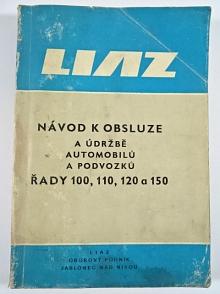 LIAZ
NÁVOD K OBSLUZE
A ÚDRŽBĚ
AUTOMOBILŮ
A PODVOZKŮ
ŘADY 100, 110, 120 a 150
LIAZ
OBOROVÝ PODNIK
JABLONEC NAD NISOU